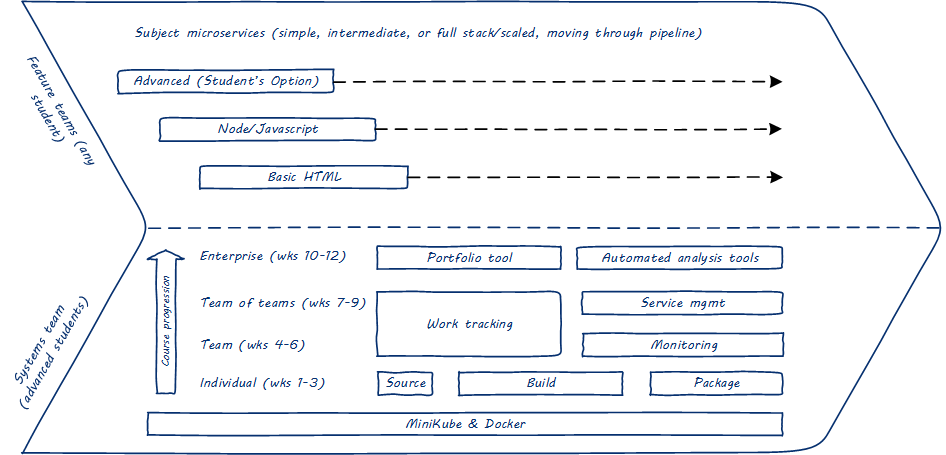 Subject microservices (simple, intermediate, or full stack/scaled, moving through pipeline)
Feature teams (any
student)
Advanced (Student's Option)
Node/Javascript
Basic HTML
Systems team
(advanced students)
Course progression
Enterprise (wks 10-12)
Portfolio tool
Automated analysis tools
Team of teams (wks 7-9)
Work tracking
Service mgmt
Team (wks 4-6)
Monitoring
Individual (wks 1-3)
Source
Build
Package
MiniKube & Docker